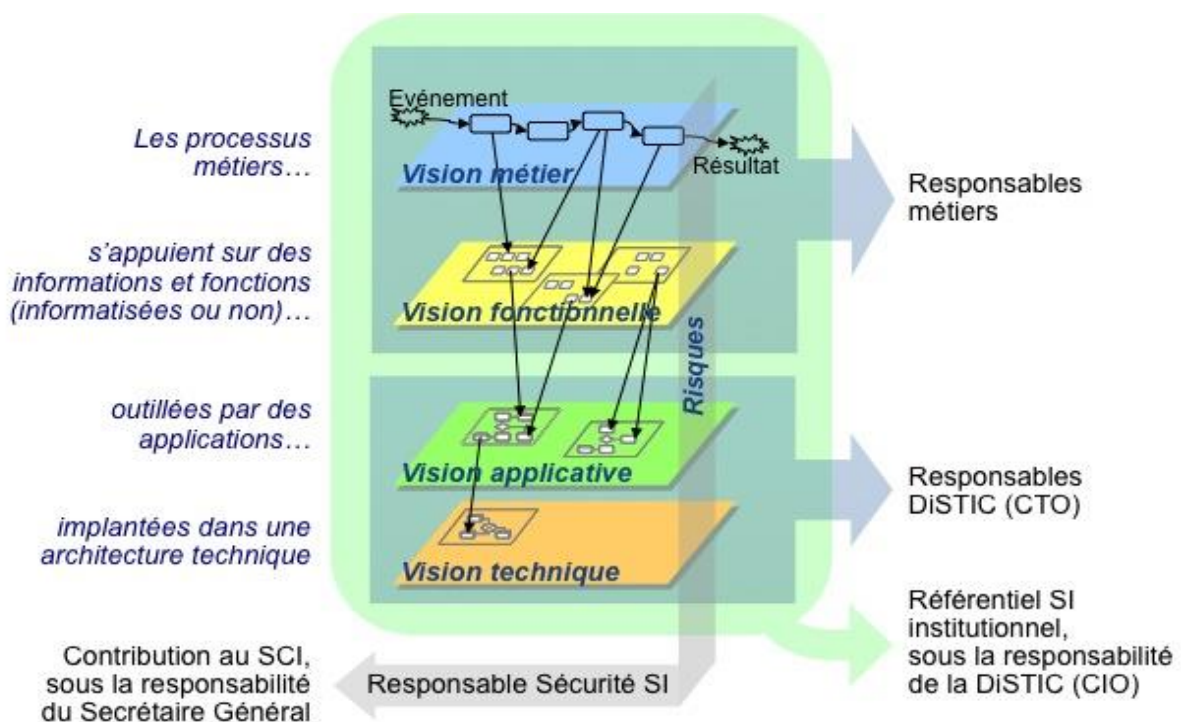 Evénement
Les processus
métiers…
Vision métier
Résultat
Responsables
métiers
s'appuient sur des
informations et fonctions
(informatisées ou non)…
Vision fonctionnelle
Risques
outillées par des
applications…
Vision applicative
Responsables
DiSTIC (CTO)
implantées dans une
architecture technique
Vision technique
Référentiel SI
institutionnel,
sous la responsabilité
de la DiSTIC (CIO)
Contribution au SCI,
sous la responsabilité
du Secrétaire Général
Responsable Sécurité SI